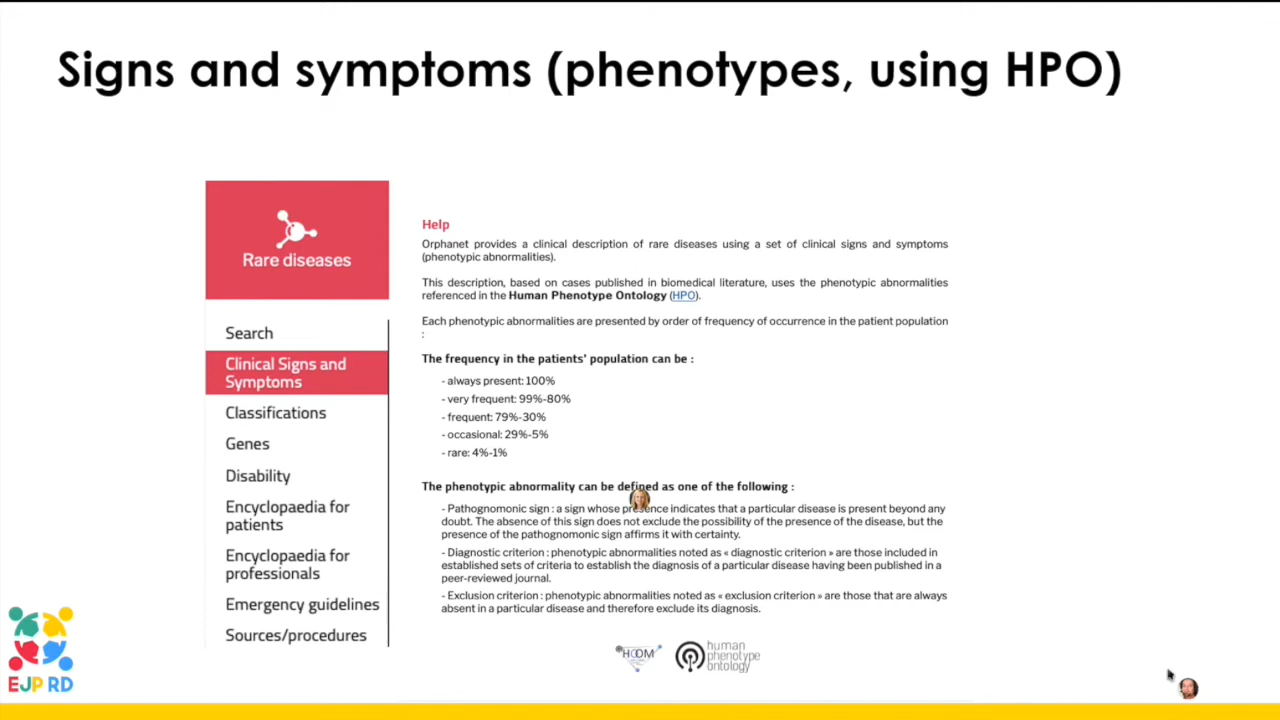 Signs and symptoms (phenotypes, using HPO)
Rare diseases
Search
Clinical Signs and
Symptoms
Classifications
Genes
Disability
Encyclopaedia for
patients
Encyclopaedia for
professionals
Emergency guidelines
Sources/procedures
Help
Orphanet provides a clinical description of rare diseases using a set of clinical signs and symptoms
(phenotypic abnormalities).
This description, based on cases published in biomedical literature, uses the phenotypic abnormalities
referenced in the Human Phenotype Ontology (HPO).
Each phenotypic abnormalities are presented by order of frequency of occurrence in the patient population
:
The frequency in the patients' population can be :
- always present: 100%
- very frequent: 99%-80%
- frequent: 79%-30%
- occasional: 29%-5%
- rare: 4%-1%
The phenotypic abnormality can be defined as one of the following :
- Pathognomonic sign : a sign whose presence indicates that a particular disease is present beyond any
doubt. The absence of this sign does not exclude the possibility of the presence of the disease, but the
presence of the pathognomonic sign affirms it with certainty.
- Diagnostic criterion : phenotypic abnormalities noted as « diagnostic criterion » are those included in
established sets of criteria to establish the diagnosis of a particular disease having been published in a
peer-reviewed journal.
- Exclusion criterion : phenotypic abnormalities noted as « exclusion criterion » are those that are always
absent in a particular disease and therefore exclude its diagnosis.
HOOM
human
phenotype
ontology
EJP RD